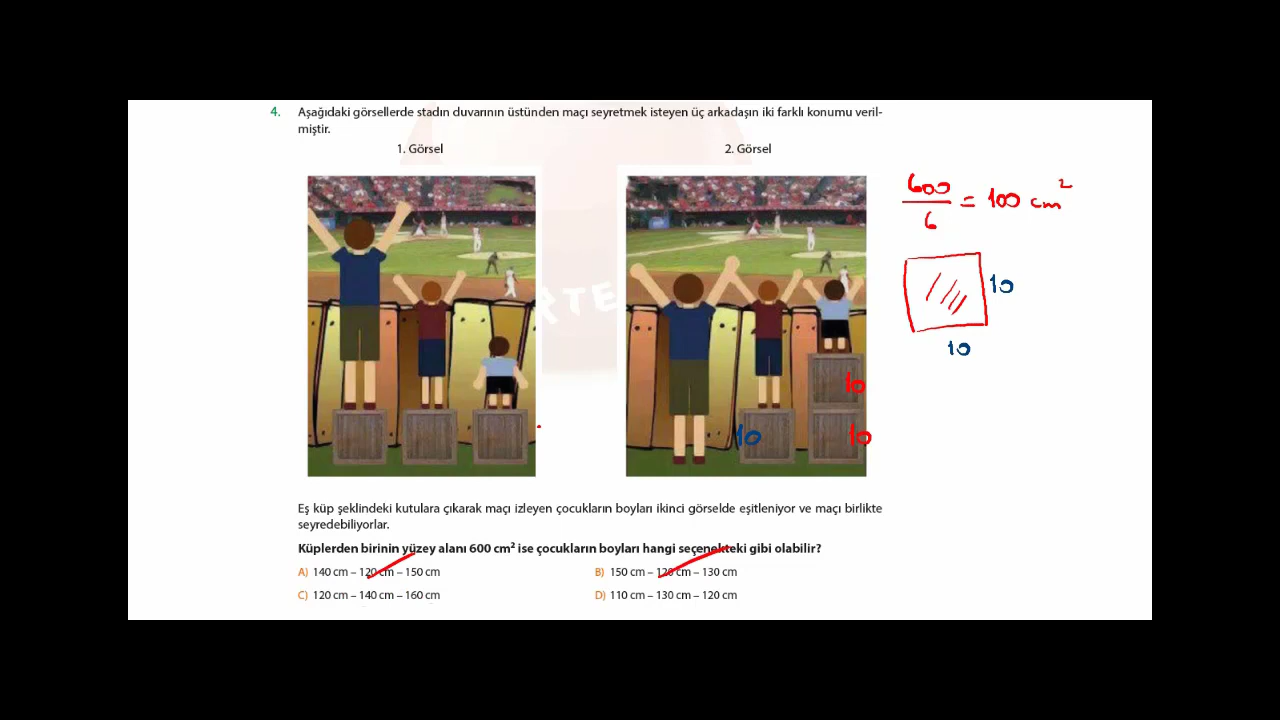 4. Aşağıdaki görsellerde stadın duvarının üstünden maçı seyretmek isteyen üç arkadaşın iki farklı konumu veril-
miştir.
1. Görsel 2. Görsel
600
6
= 100 cm²
10
10
10
10
10
Eş küp şeklindeki kutulara çıkarak maçı izleyen çocukların boyları ikinci görselde eşitleniyor ve maçı birlikte
seyredebiliyorlar.
Küplerden birinin yüzey alanı 600 cm² ise çocukların boyları hangi seçenekteki gibi olabilir?
A) 140 cm – 120 cm – 150 cm B) 150 cm – 120 cm – 130 cm
C) 120 cm – 140 cm – 160 cm D) 110 cm – 130 cm – 120 cm